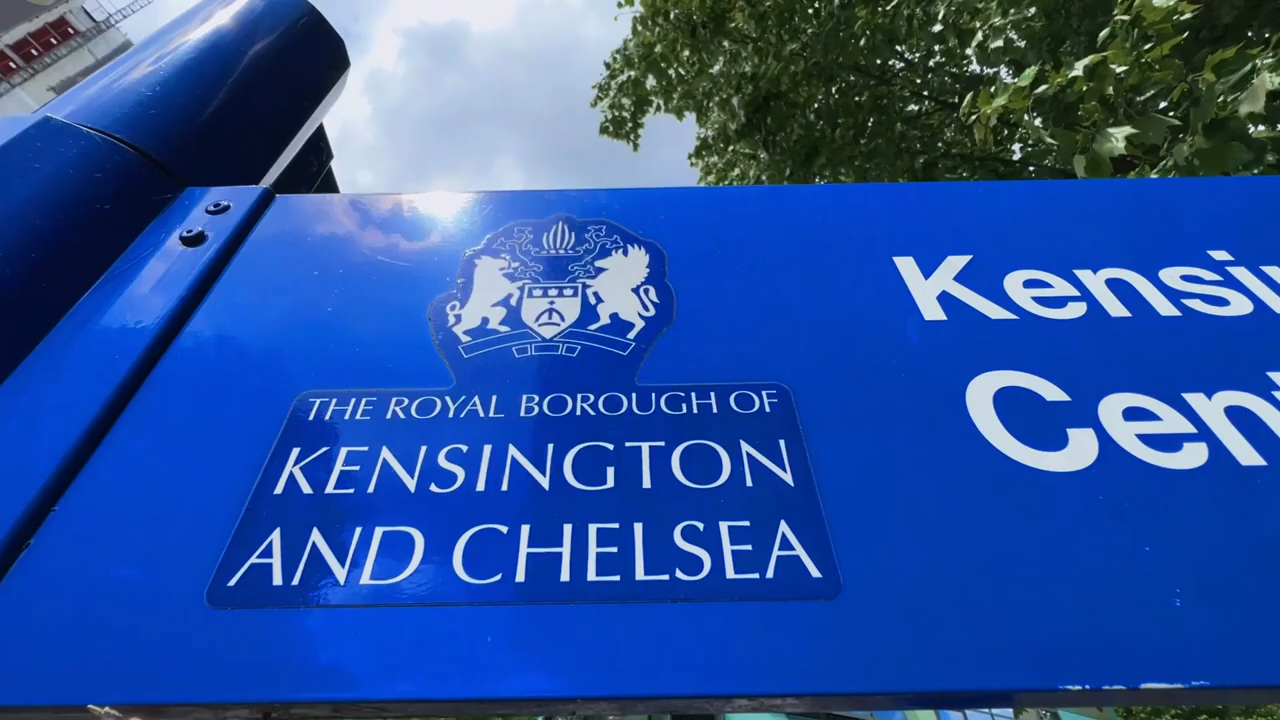 THE ROYAL BOROUGH OF
KENSINGTON
AND CHELSEA